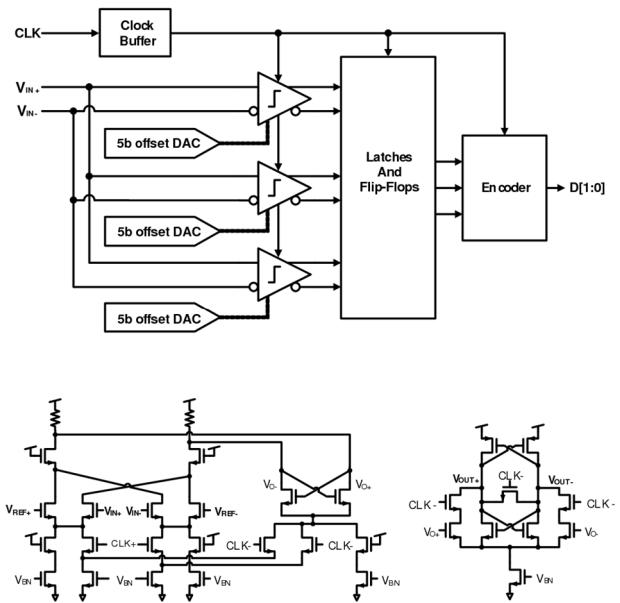 CLK
Clock
Buffer
VIN+
VIN-
5b offset DAC
5b offset DAC
5b offset DAC
Latches
And
Flip-Flops
Encoder
D[1:0]
VO-
VO+
VREF+
VIN+
VIN-
VREF-
CLK+
CLK-
CLK-
VBN
VBN
VBN
VBN
VOUT+
CLK-
VOUT-
CLK-
CLK-
VO+
VO-
VBN